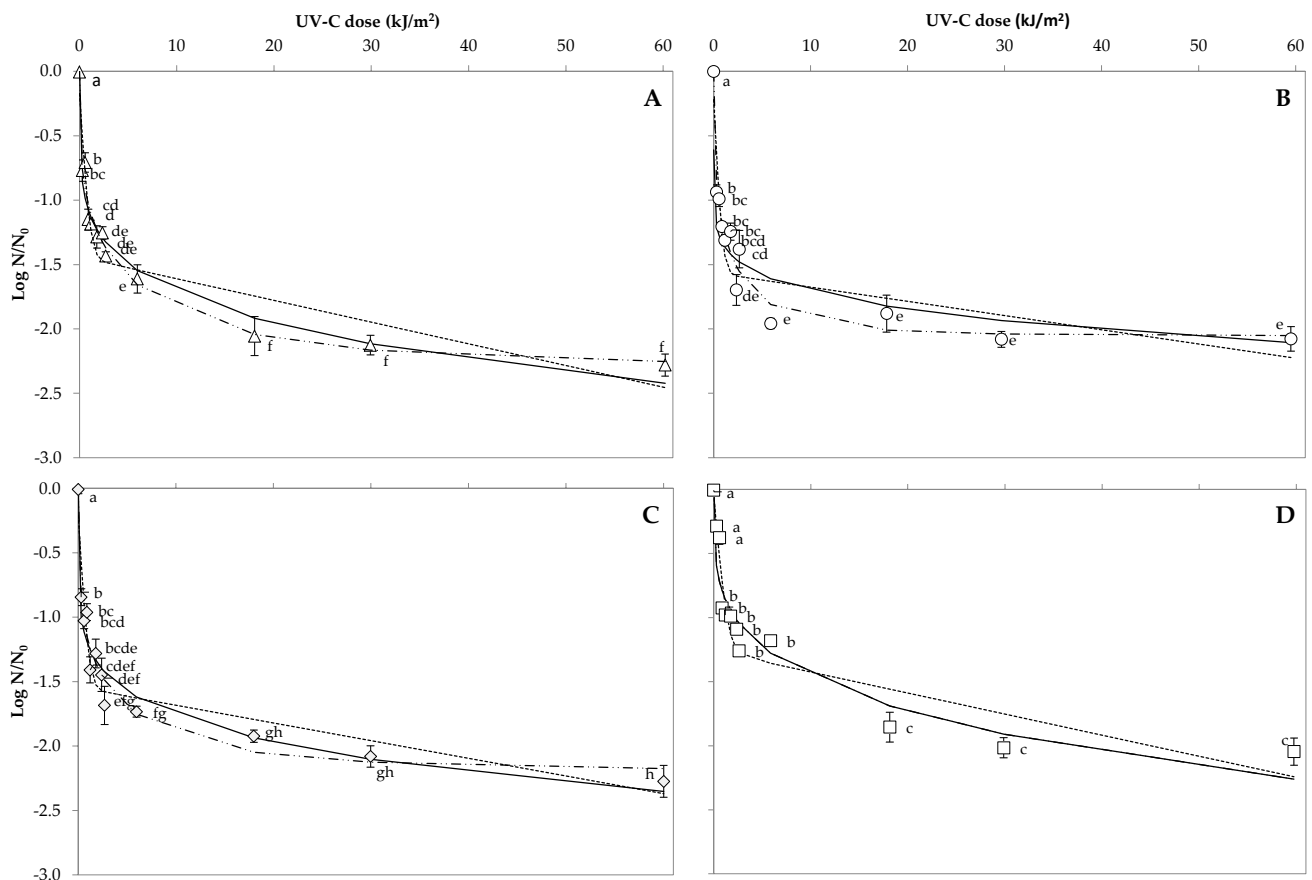 UV-C dose (kJ/m²)
UV-C dose (kJ/m²)
0 10 20 30 40 50 60
0 10 20 30 40 50 60
0.0
-0.5
-1.0
-1.5
-2.0
-2.5
-3.0
Log N/N₀
A
a
b
bc
cd
d
de
de
de
e
f
f
f
B
a
b
bc
bc
bc
bcd
cd
de
e
e
e
e
0.0
-0.5
-1.0
-1.5
-2.0
-2.5
-3.0
Log N/N₀
C
a
b
bc
bcd
bcde
cdef
def
efg
fg
gh
gh
h
D
a
a
a
b
b
b
b
b
b
c
c
c